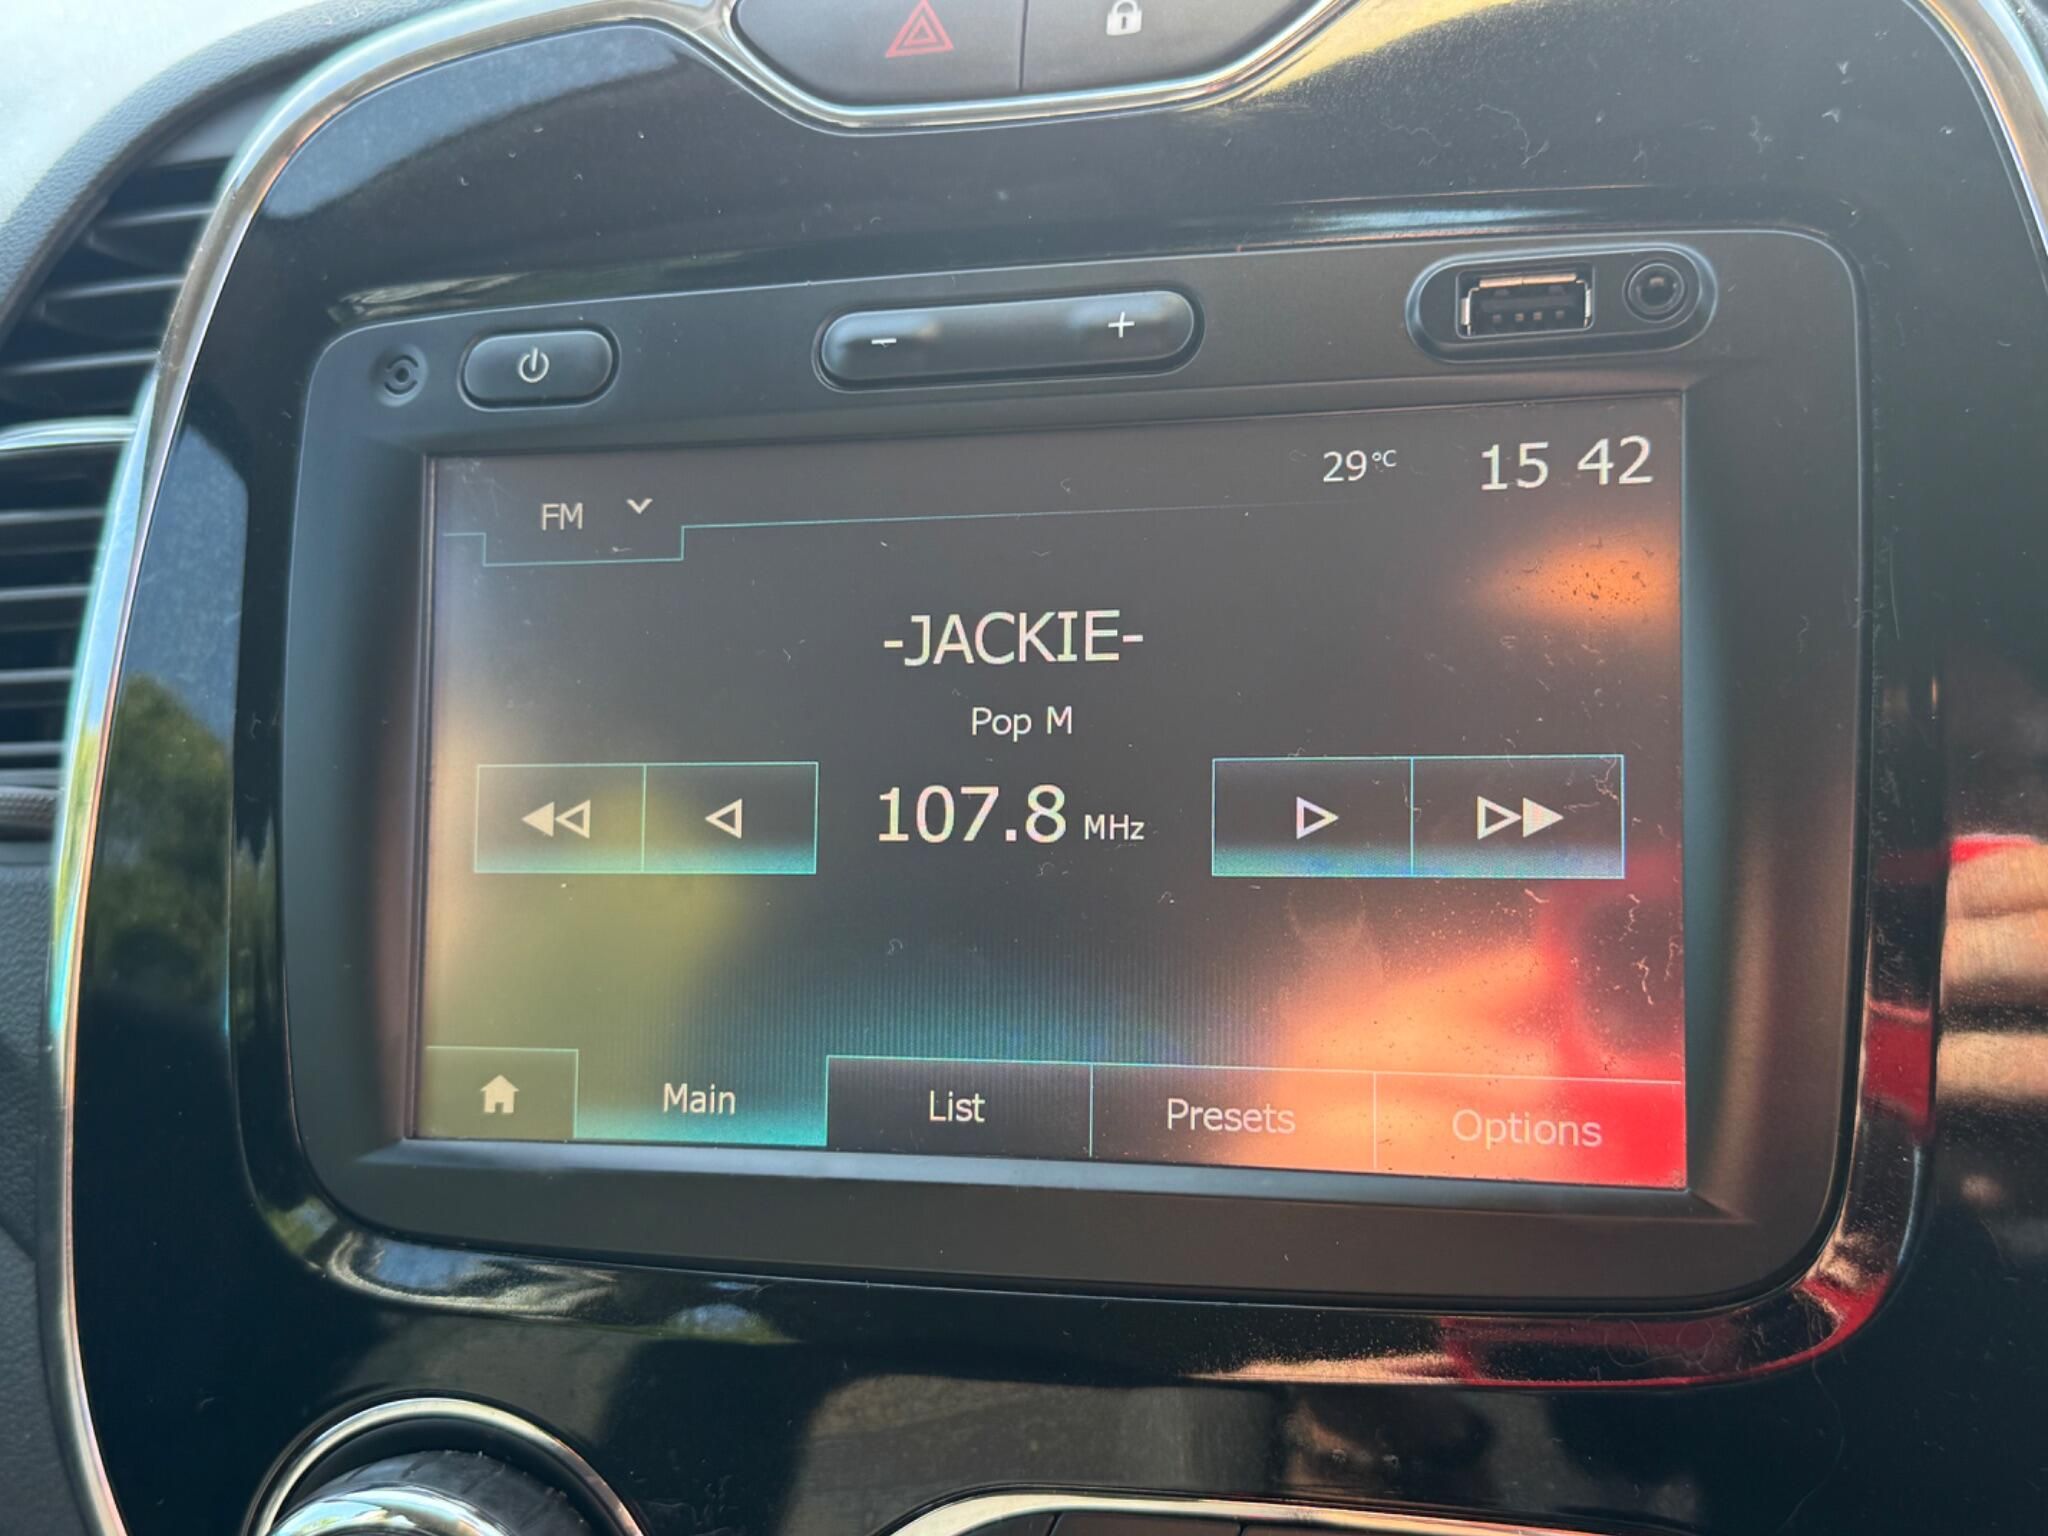 29°C 15 42
FM
-JACKIE-
Pop M
107.8 MHz
Main List Presets Options